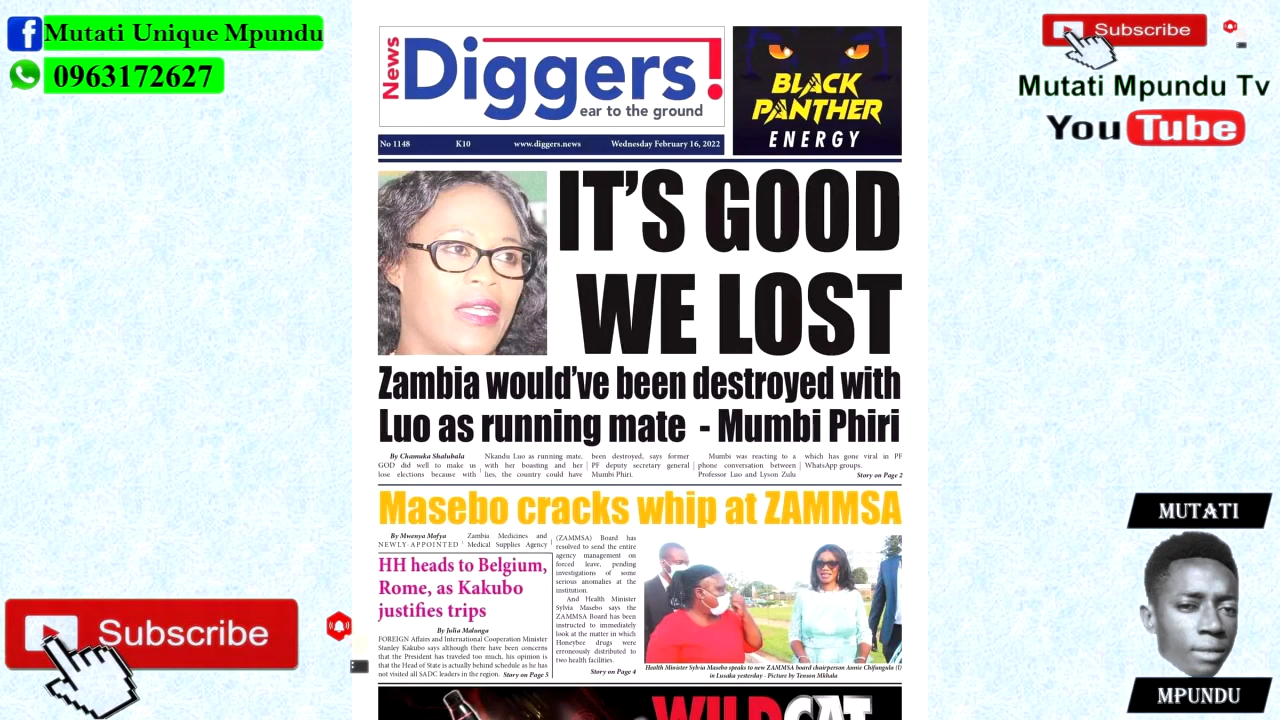 Mutati Unique Mpundu
0963172627
Subscribe
Mutati Mpundu Tv
YouTube
News Diggers!
ear to the ground
No 1148 K10 www.diggers.news Wednesday February 16, 2022
BLACK
PANTHER
ENERGY
IT'S GOOD
WE LOST
Zambia would've been destroyed with
Luo as running mate - Mumbi Phiri
By Chamuka Shalubala
GOD did well to make us
lose elections because with
Nkandu Luo as running mate,
with her boasting and her
lies, the country could have
been destroyed, says former
PF deputy secretary general
Mumbi Phiri.
Mumbi was reacting to a
phone conversation between
Professor Luo and Lyson Zulu
which has gone viral in PF
WhatsApp groups.
Story on Page 2
Masebo cracks whip at ZAMMSA
By Mwenya Mofya
NEWLY-APPOINTED
Zambia Medicines and
Medical Supplies Agency
(ZAMMSA) Board has
resolved to send the entire
agency management on
forced leave, pending
investigations of some
serious anomalies at the
institution.
And Health Minister
Sylvia Masebo says the
ZAMMSA Board has been
instructed to immediately
look at the matter in which
Honeybee drugs were
erroneously distributed to
two health facilities.
Story on Page 4
HH heads to Belgium,
Rome, as Kakubo
justifies trips
By Julia Malunga
FOREIGN Affairs and International Cooperation Minister
Stanley Kakubo says although there have been concerns
that the President has traveled too much, his opinion is
that the Head of State is actually behind schedule as he has
not visited all SADC leaders in the region. Story on Page 5
Health Minister Sylvia Masebo speaks to new ZAMMSA board chairperson Annie Chifungula (l)
in Lusaka yesterday - Picture by Tenson Mkhala
WILDCAT
Subscribe
MUTATI
MPUNDU